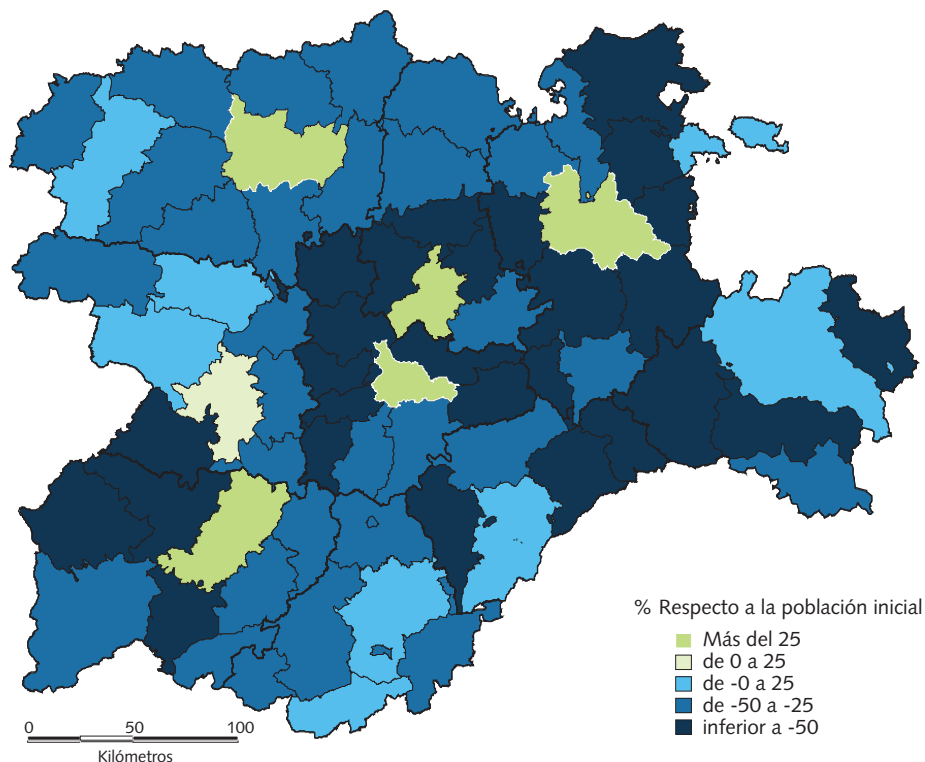 % Respecto a la población inicial
Más del 25
de 0 a 25
de -0 a 25
de -50 a -25
inferior a -50
0 50 100
Kilómetros